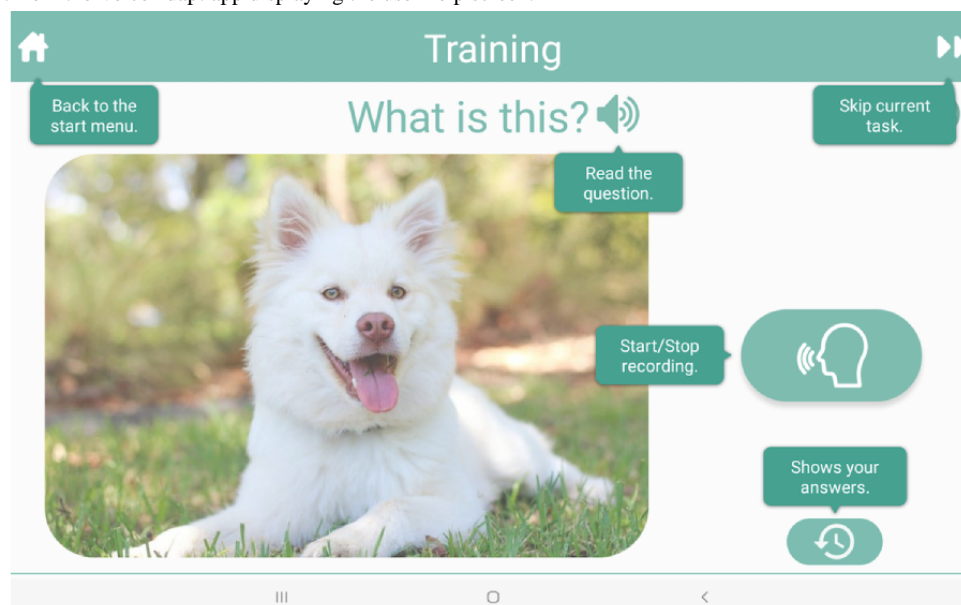 Training
Back to the
start menu.
What is this?
Skip current
task.
Read the
question.
Start/Stop
recording.
Shows your
answers.